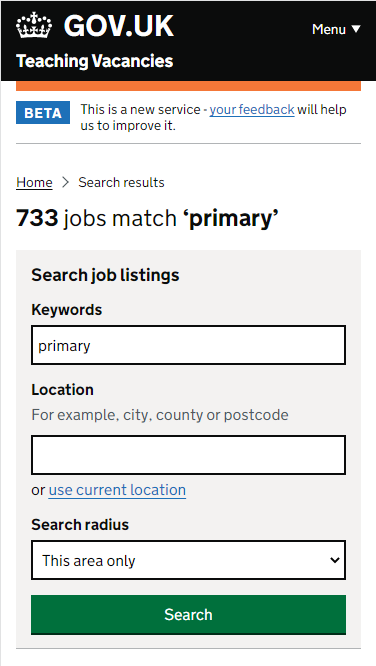 GOV.UK
Menu ▼
Teaching Vacancies
BETA
This is a new service - your feedback will help
us to improve it.
Home > Search results
733 jobs match ‘primary’
Search job listings
Keywords
primary
Location
For example, city, county or postcode
or use current location
Search radius
This area only
Search